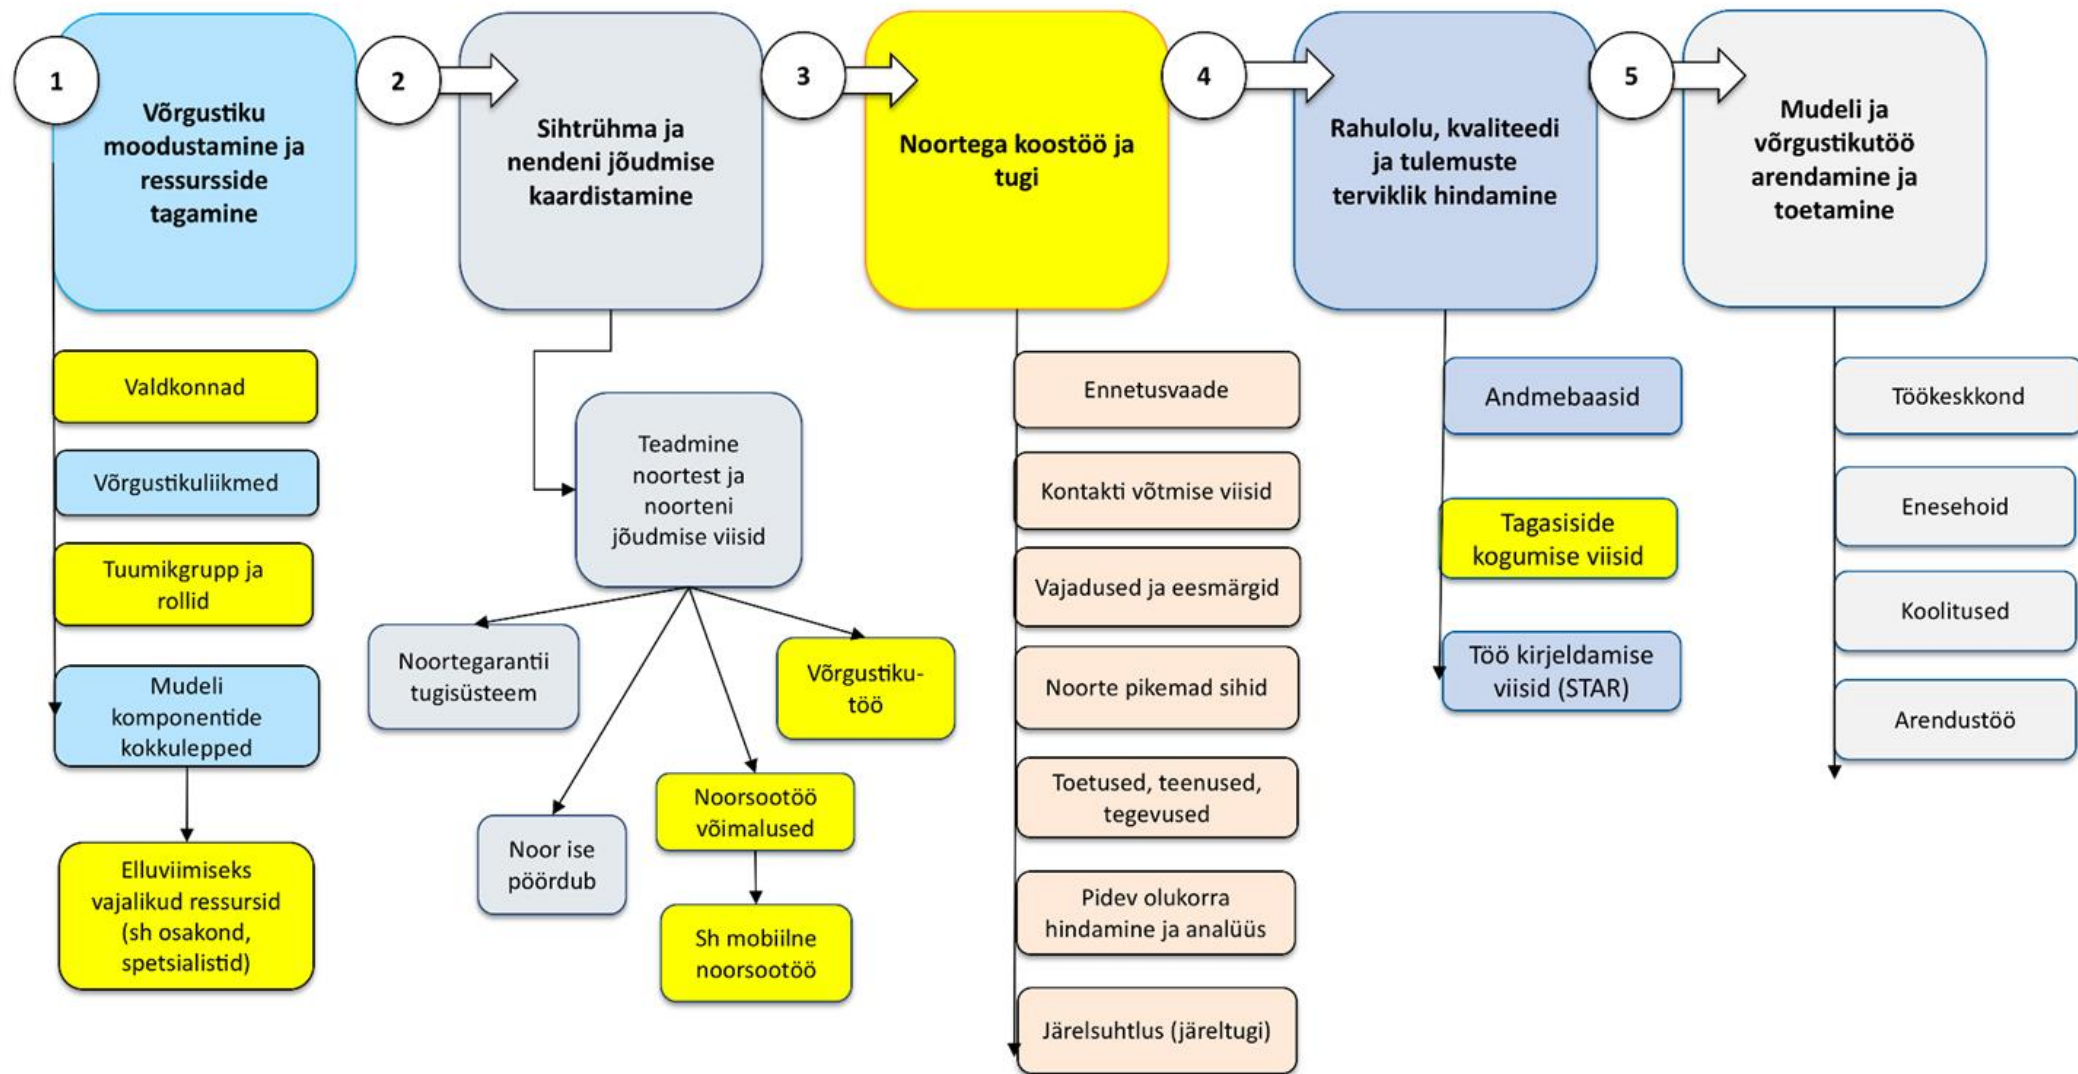 1
Võrgustiku
moodustamine ja
ressursside
tagamine
2
Sihtrühma ja
nendeni jõudmise
kaardistamine
3
Noortega koostöö ja
tugi
4
Rahulolu, kvaliteedi
ja tulemuste
terviklik hindamine
5
Mudeli ja
võrgustikutöö
arendamine ja
toetamine
Valdkonnad
Võrgustikuliikmed
Tuumikgrupp ja
rollid
Mudeli
komponentide
kokkulepped
Elluviimiseks
vajalikud ressursid
(sh osakond,
spetsialistid)
Teadmine
noortest ja
noorteni
jõudmise viisid
Noortegarantii
tugisüsteem
Noor ise
pöördub
Noorsootöö
võimalused
Sh mobiilne
noorsootöö
Võrgustiku-
töö
Ennetusvaade
Kontakti võtmise viisid
Vajadused ja eesmärgid
Noorte pikemad sihid
Toetused, teenused,
tegevused
Pidev olukorra
hindamine ja analüüs
Järelsuhtlus (järeltugi)
Andmebaasid
Tagasiside
kogumise viisid
Töö kirjeldamise
viisid (STAR)
Töökeskkond
Enesehoid
Koolitused
Arendustöö